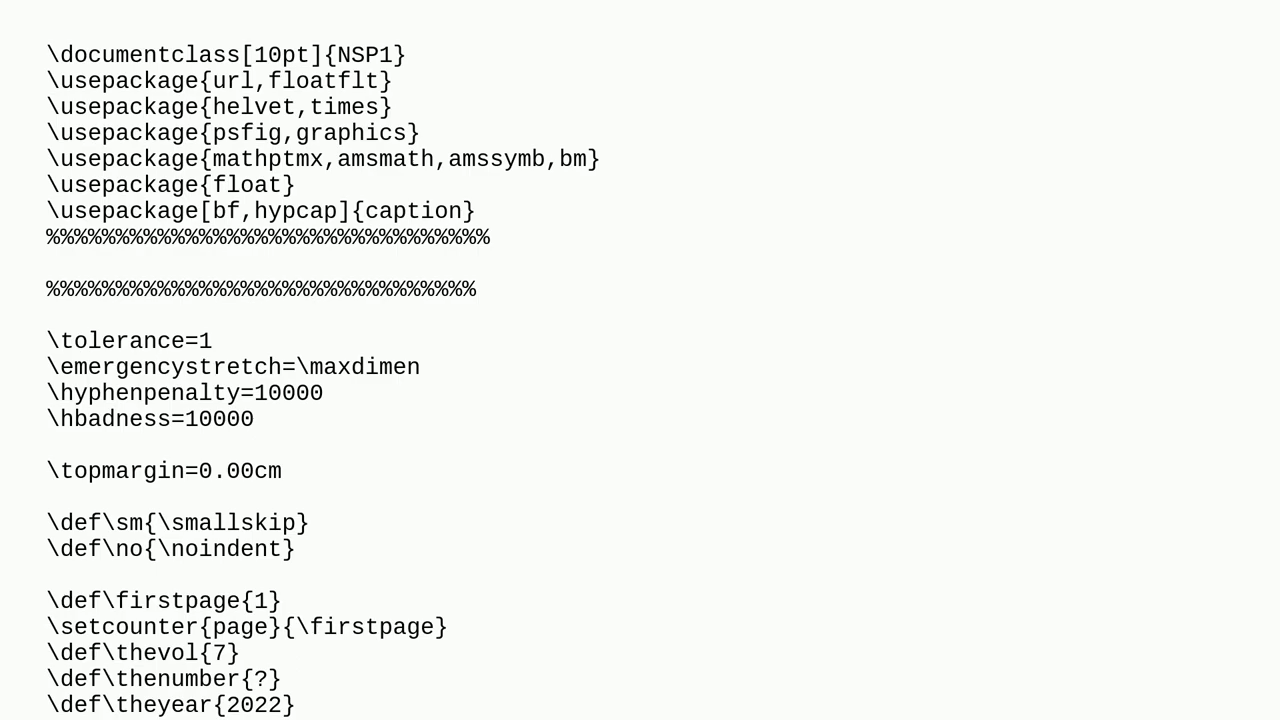 \documentclass[10pt]{NSP1}
\usepackage{url,floatflt}
\usepackage{helvet,times}
\usepackage{psfig,graphics}
\usepackage{mathptmx,amsmath,amssymb,bm}
\usepackage{float}
\usepackage[bf,hypcap]{caption}
%%%%%%%%%%%%%%%%%%%%%%%%%%%%%%%%
%%%%%%%%%%%%%%%%%%%%%%%%%%%%%%%
\tolerance=1
\emergencystretch=\maxdimen
\hyphenpenalty=10000
\hbadness=10000
\topmargin=0.00cm
\def\sm{\smallskip}
\def\no{\noindent}
\def\firstpage{1}
\setcounter{page}{\firstpage}
\def\thevol{7}
\def\thenumber{?}
\def\theyear{2022}